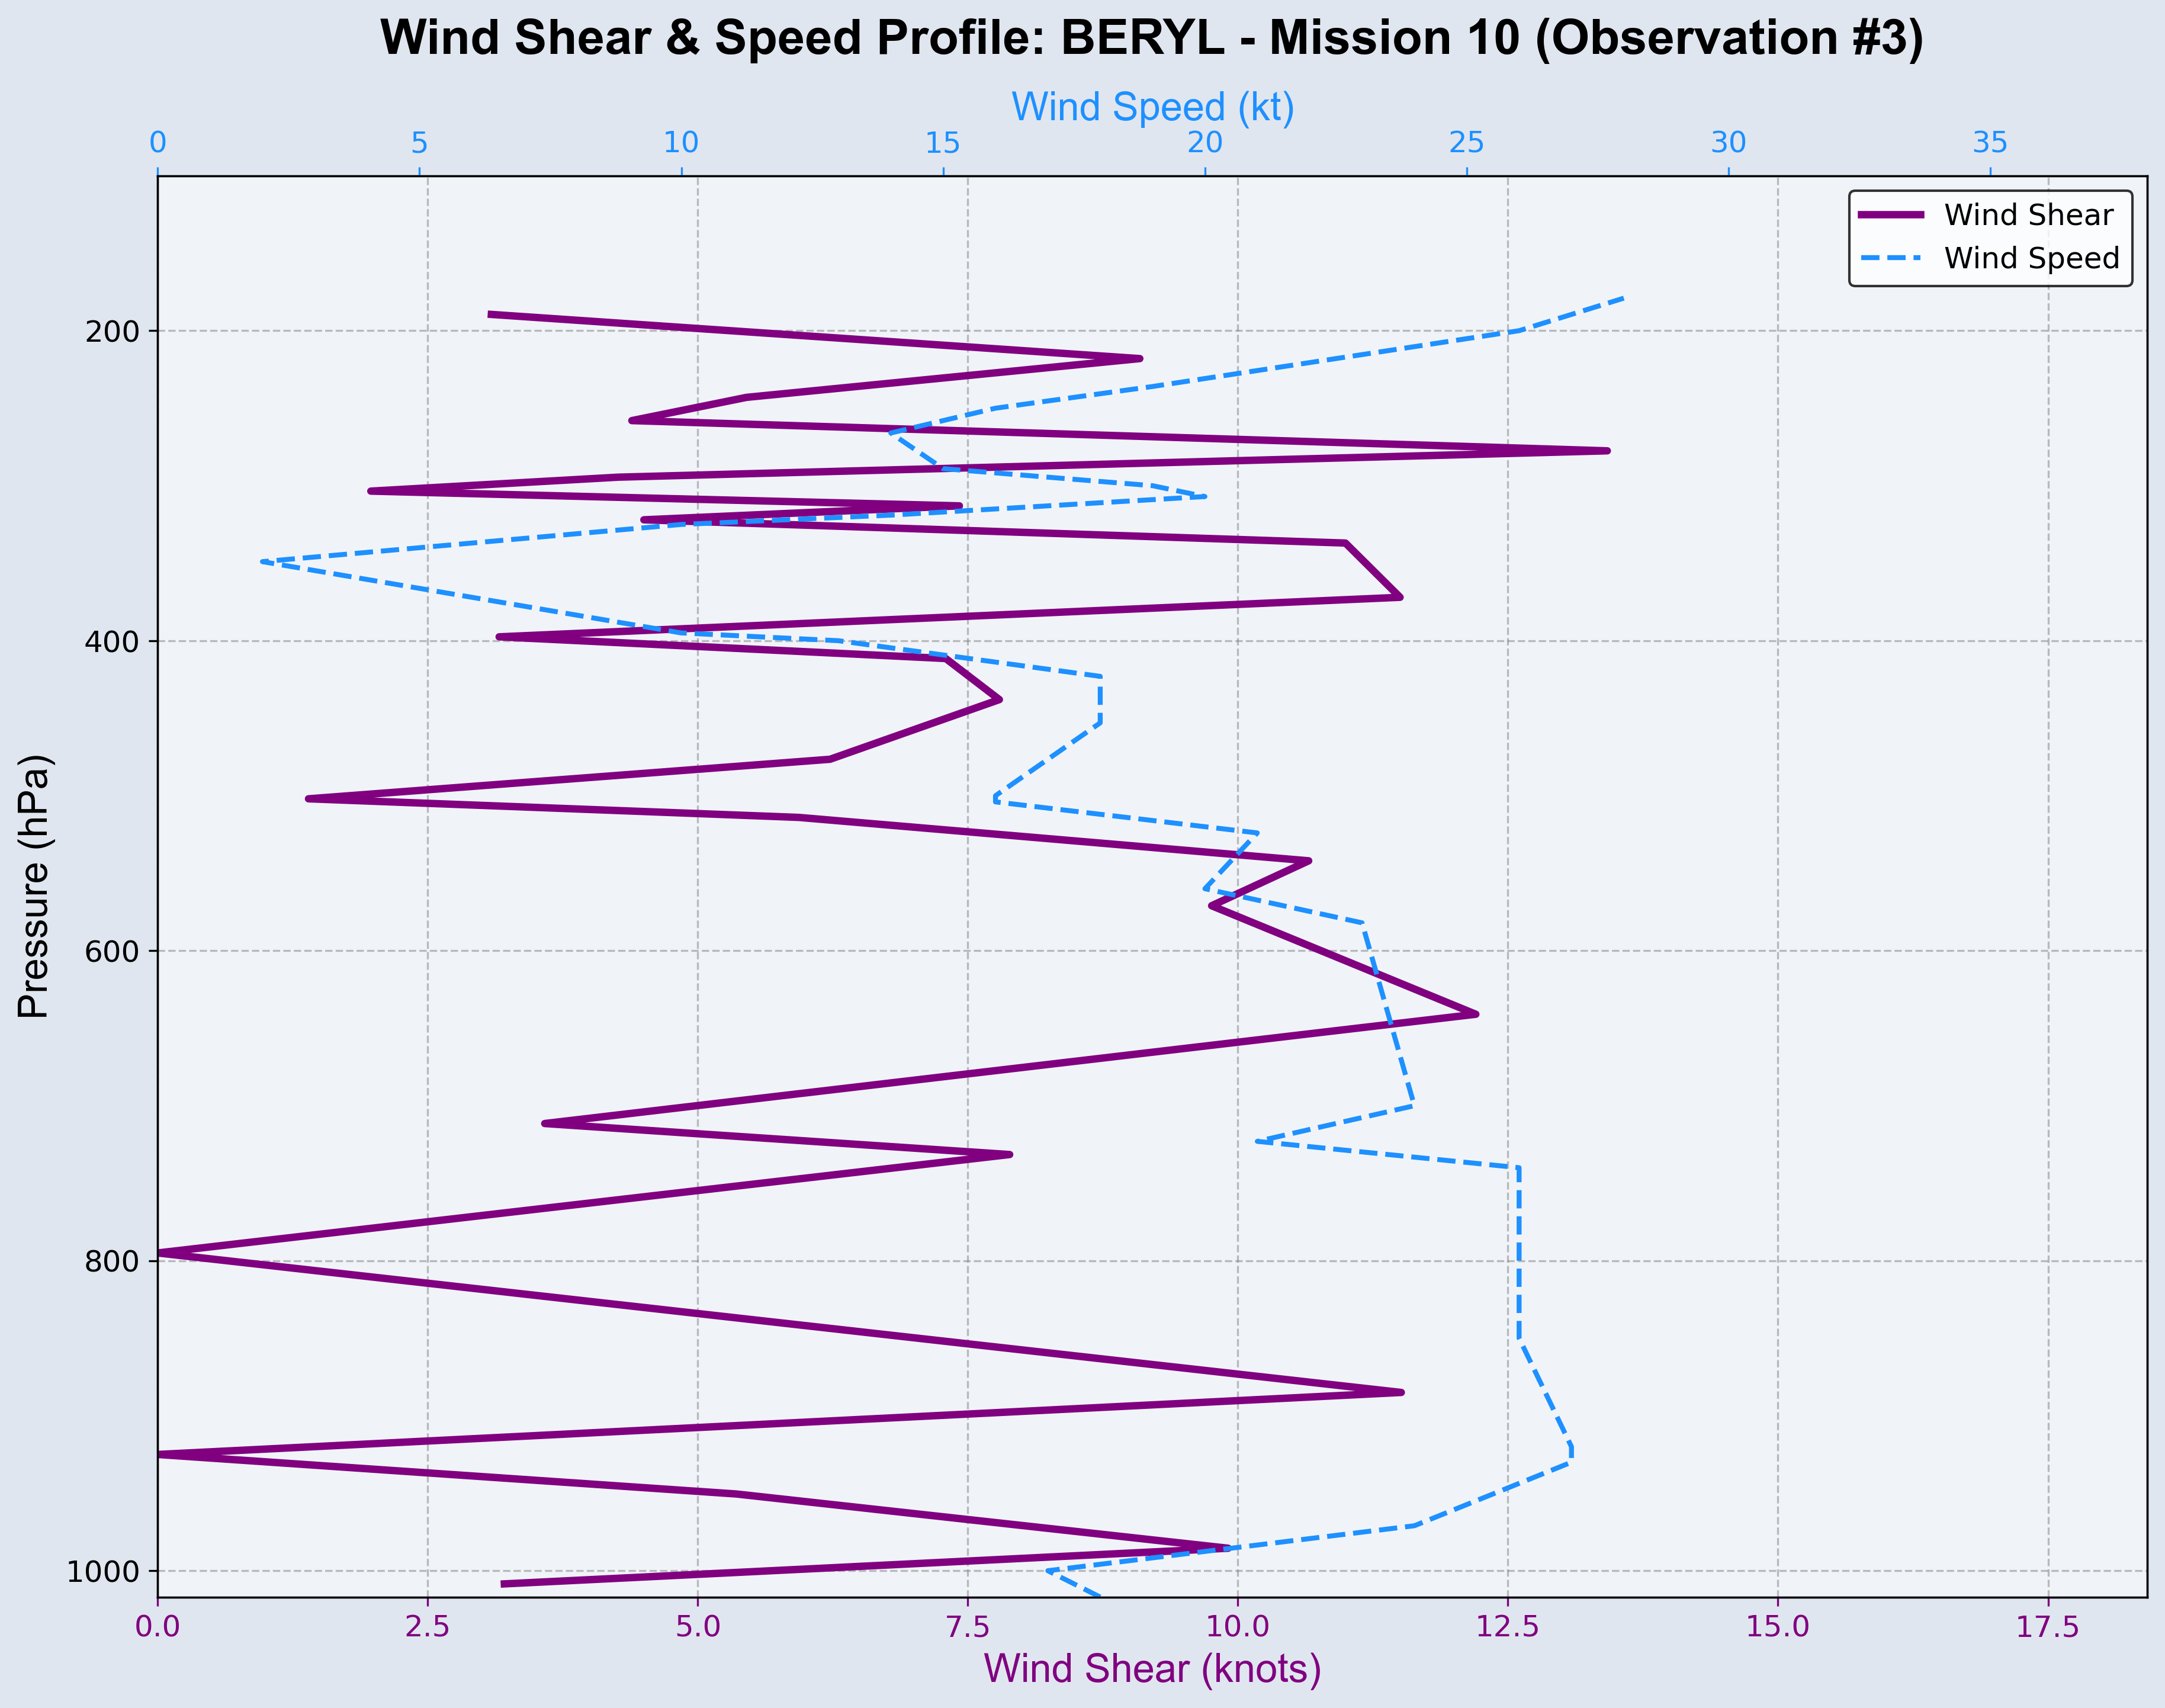 Wind Shear & Speed Profile: BERYL - Mission 10 (Observation #3)
Wind Speed (kt)
0 5 10 15 20 25 30 35
Wind Shear
Wind Speed
200
400
600
800
1000
Pressure (hPa)
0.0 2.5 5.0 7.5 10.0 12.5 15.0 17.5
Wind Shear (knots)